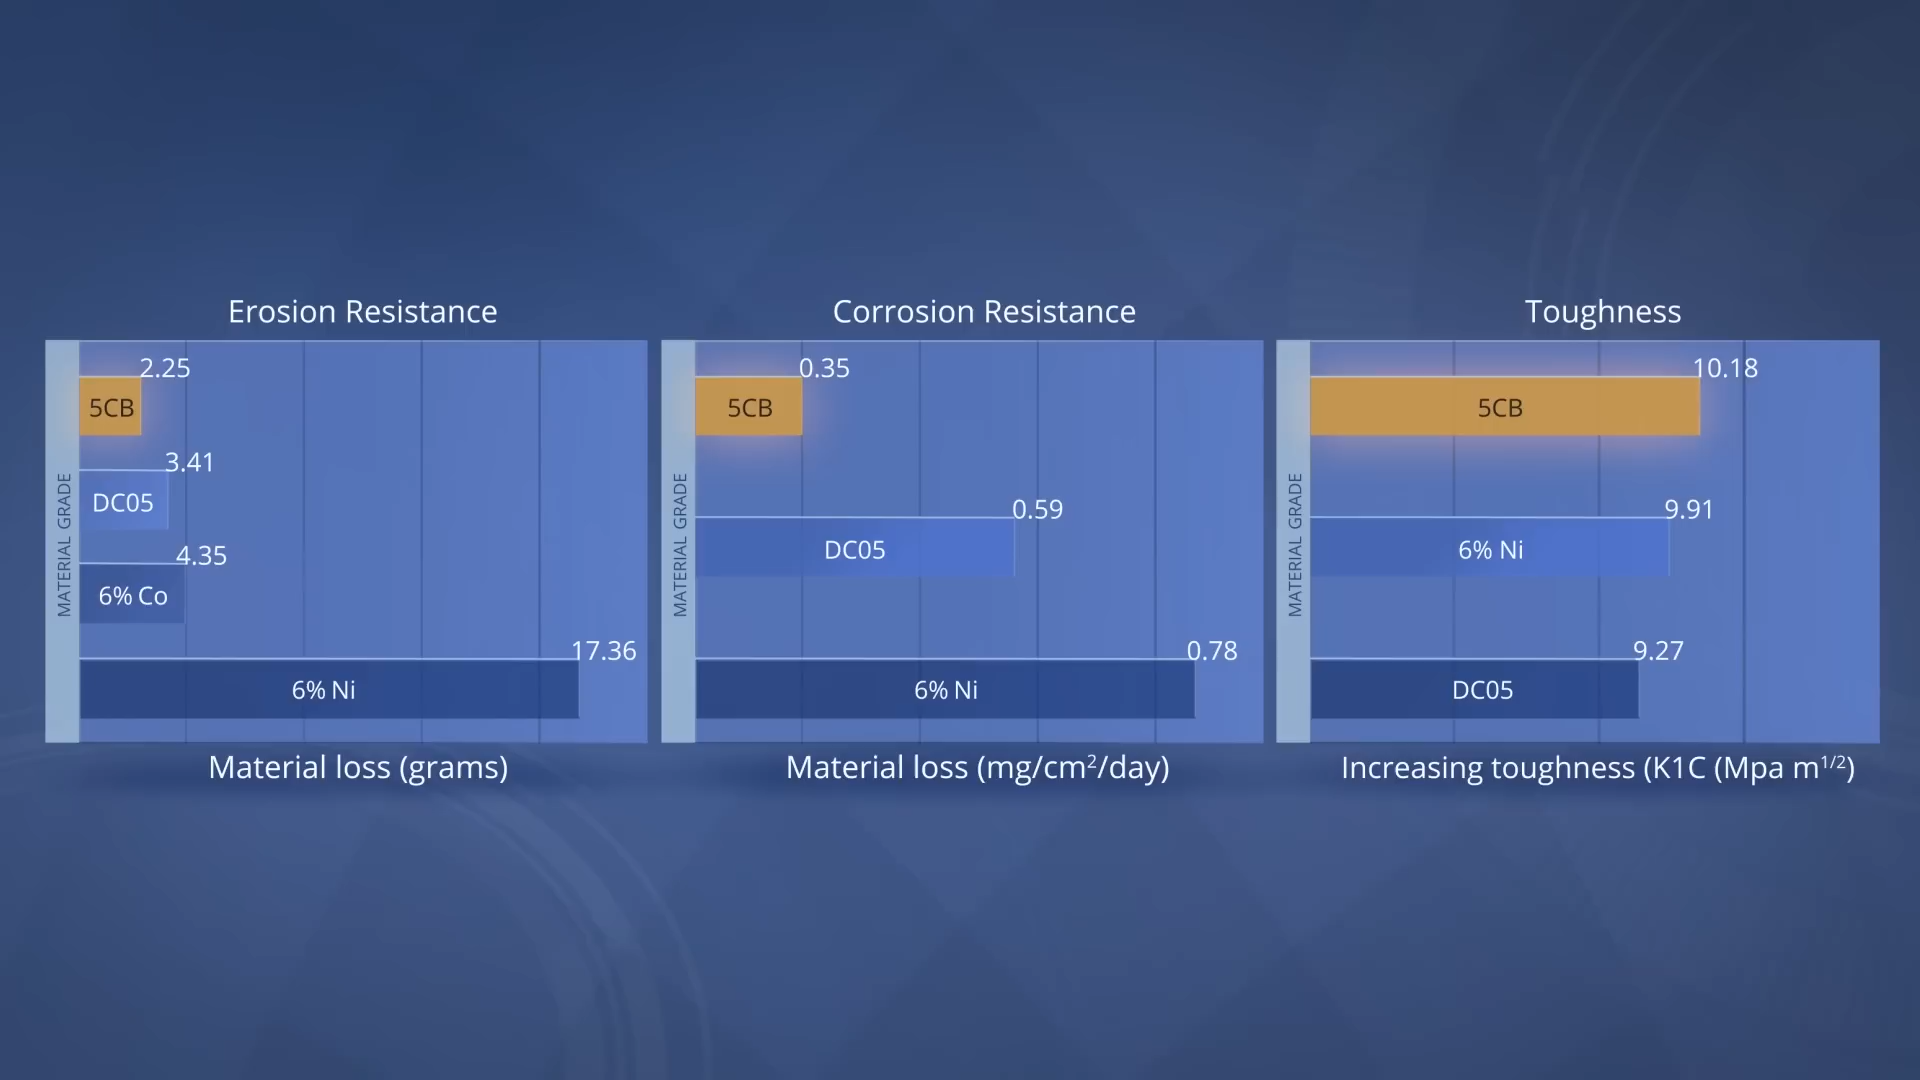 Erosion Resistance
MATERIAL GRADE
2.25
5CB
3.41
DC05
4.35
6% Co
17.36
6% Ni
Material loss (grams)
Corrosion Resistance
MATERIAL GRADE
0.35
5CB
0.59
DC05
0.78
6% Ni
Material loss (mg/cm²/day)
Toughness
MATERIAL GRADE
10.18
5CB
9.91
6% Ni
9.27
DC05
Increasing toughness (K1C (Mpa m¹/²)